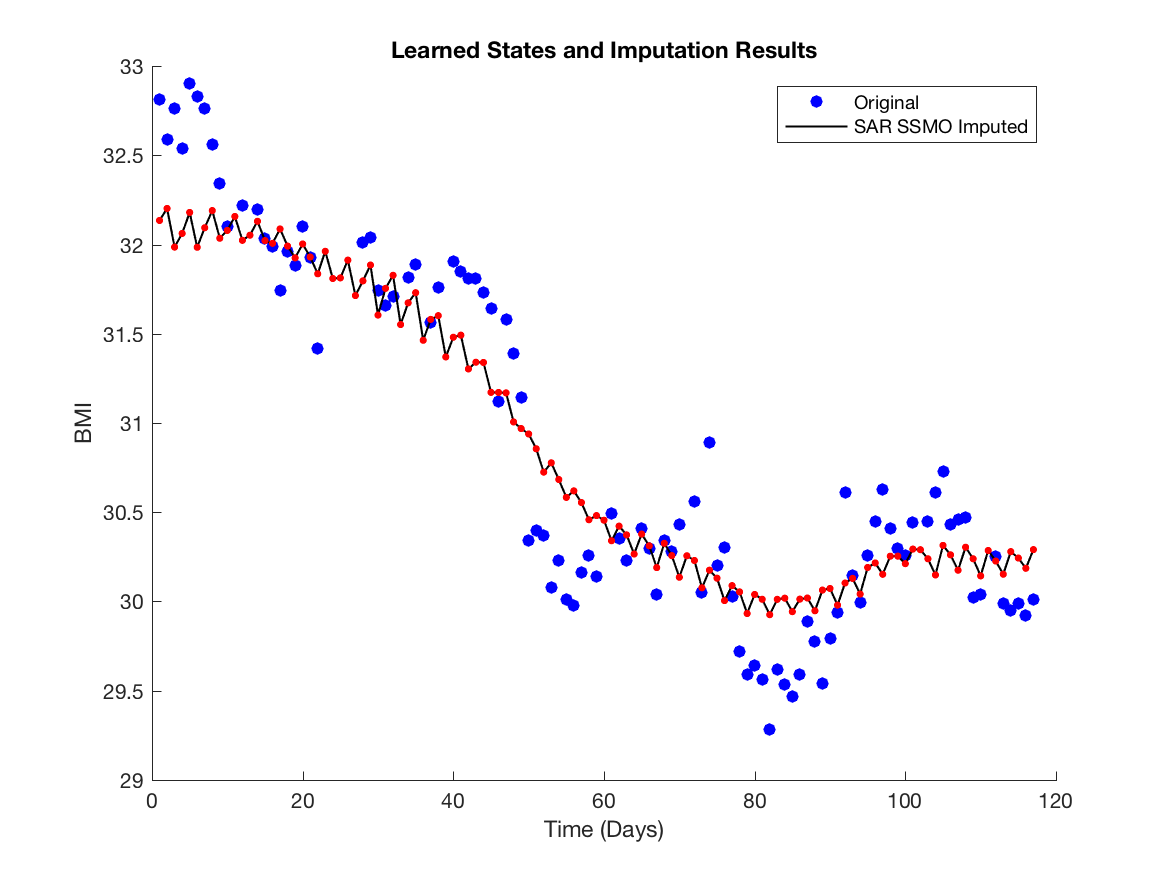 Learned States and Imputation Results
Original
SAR SSMO Imputed
33
32.5
32
31.5
31
30.5
30
29.5
29
BMI
0 20 40 60 80 100 120
Time (Days)